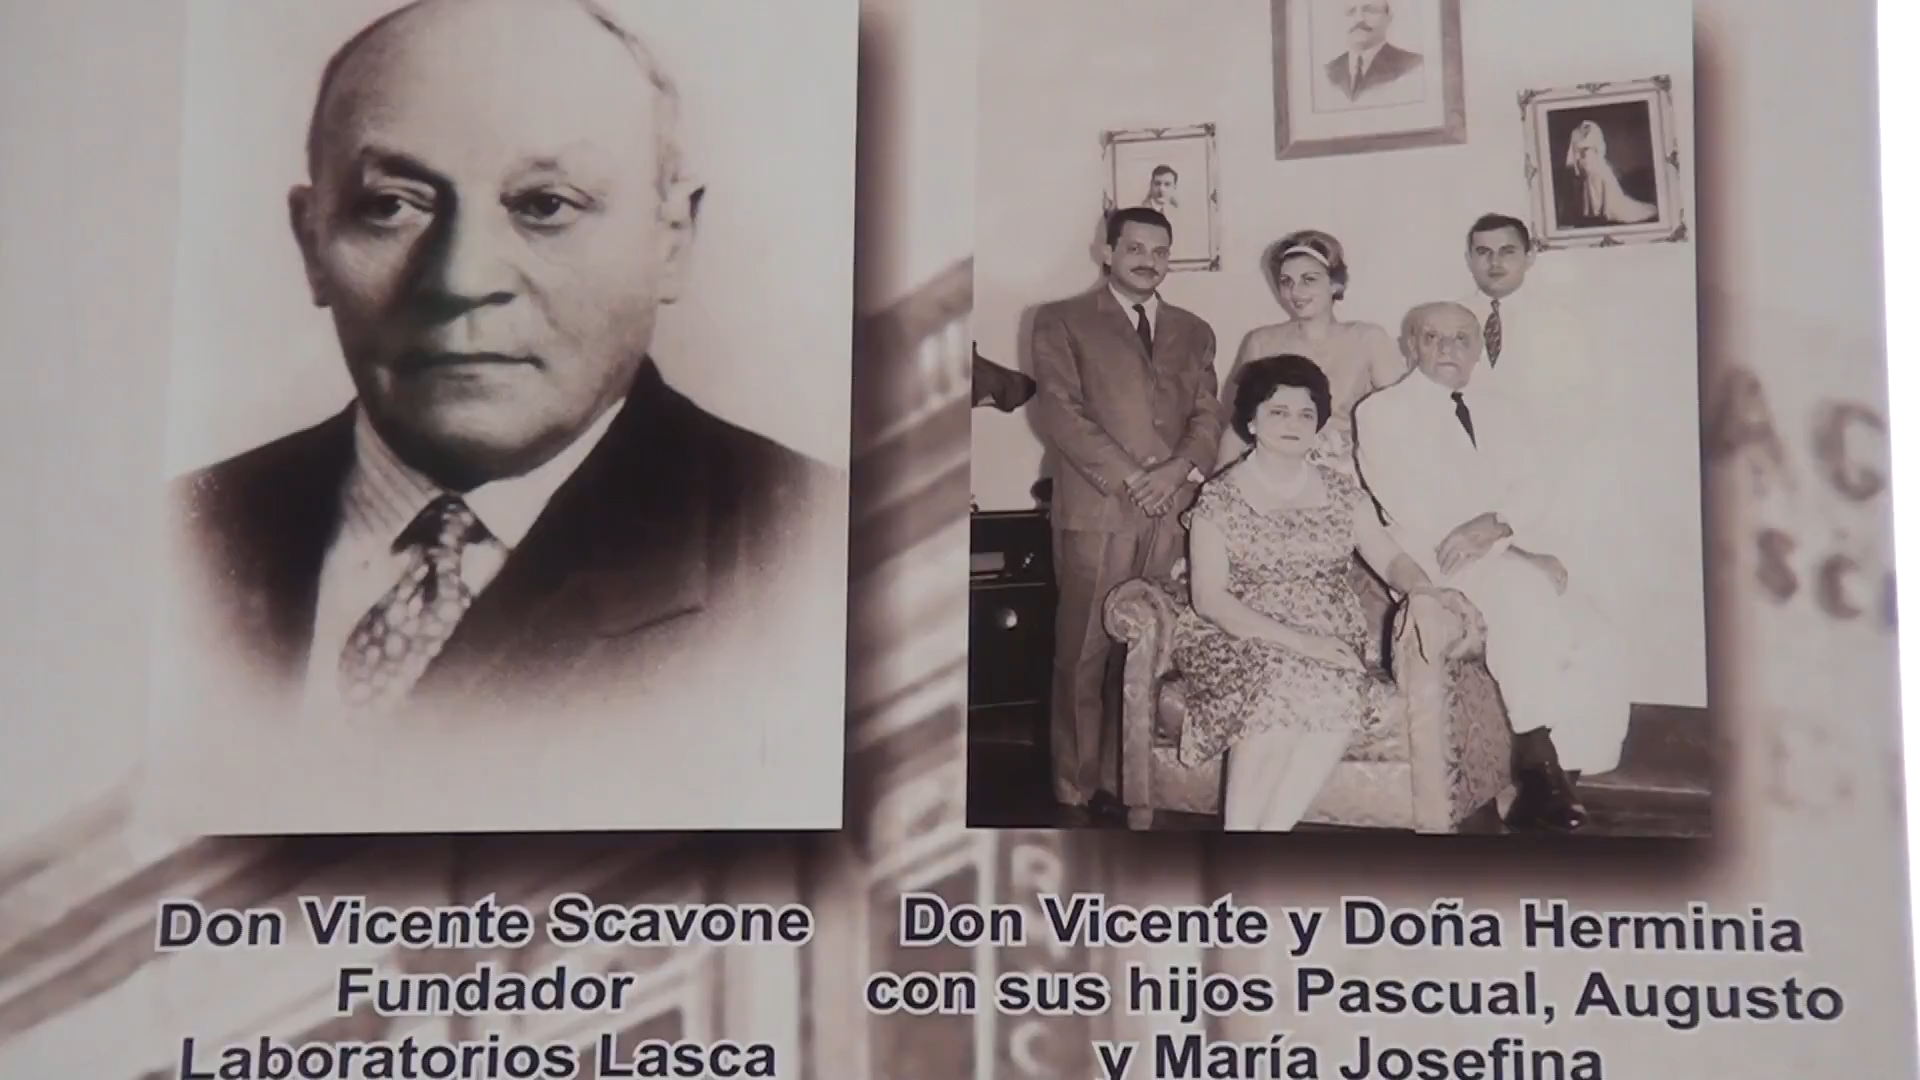 Don Vicente Scavone
Fundador
Laboratorios Lasca
Don Vicente y Doña Herminia
con sus hijos Pascual, Augusto
y María Josefina